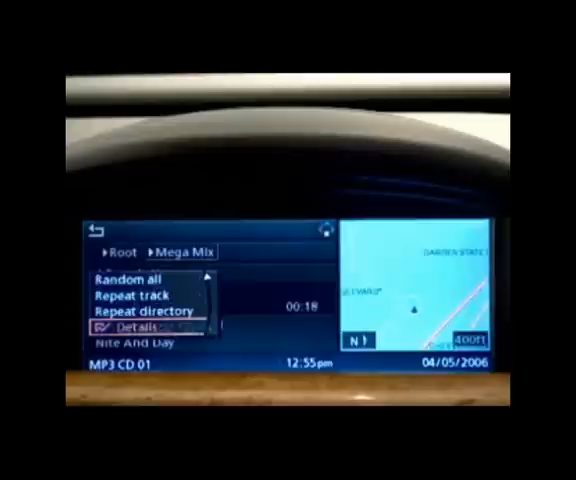 Root Mega Mix
Random all
Repeat track
Repeat directory
Details
00:18
Nite And Day
MP3 CD 01
12:55pm
04/05/2006
GARDEN STATE
N
400ft